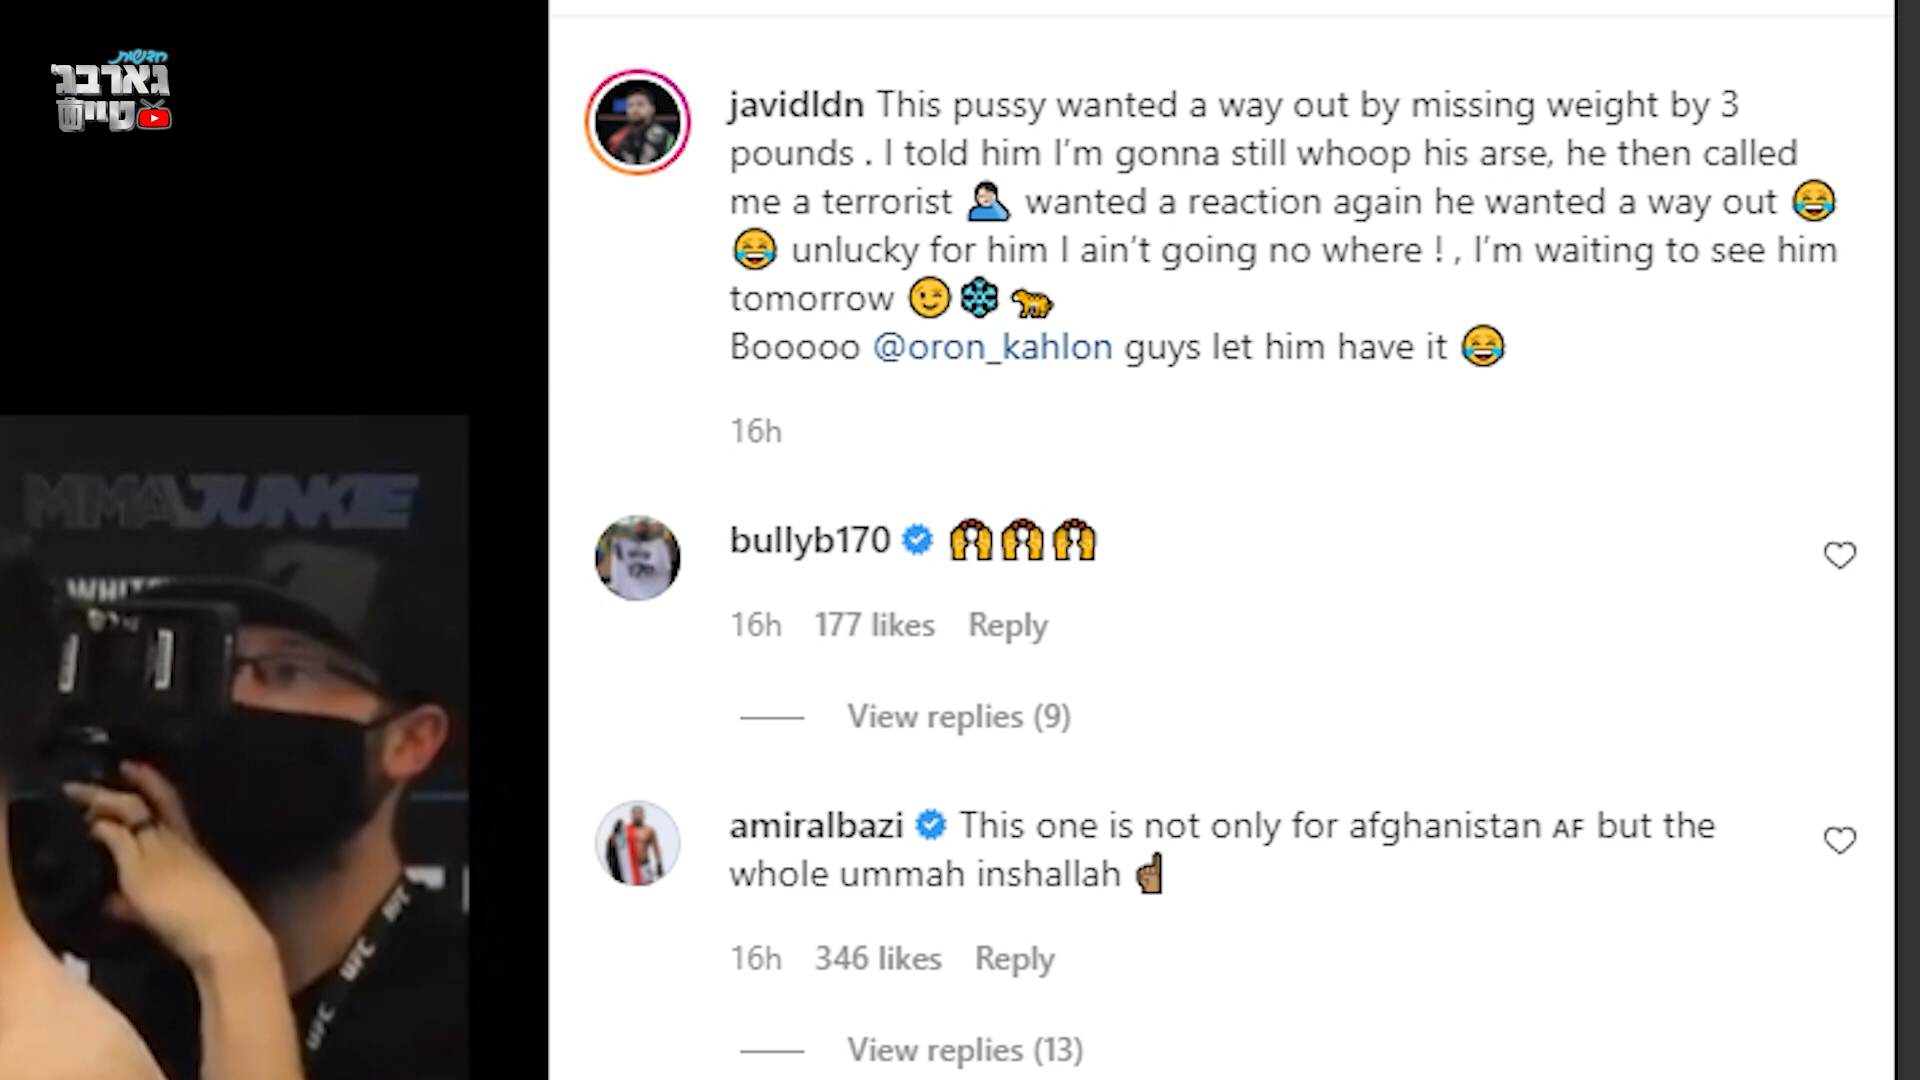 חדשות
גארבג'
טיים
javidldn This pussy wanted a way out by missing weight by 3
pounds . I told him I'm gonna still whoop his arse, he then called
me a terrorist 🤦🏻‍♂️ wanted a reaction again he wanted a way out 😂
😂 unlucky for him I ain't going no where ! , I'm waiting to see him
tomorrow 😉❄️🐅
Booooo @oron_kahlon guys let him have it 😂
16h
bullyb170 🙌🙌🙌
16h 177 likes Reply
View replies (9)
amiralbazi This one is not only for afghanistan AF but the
whole ummah inshallah ☝🏾
16h 346 likes Reply
View replies (13)
MMAJUNKIE
UFC
UFC
UFC